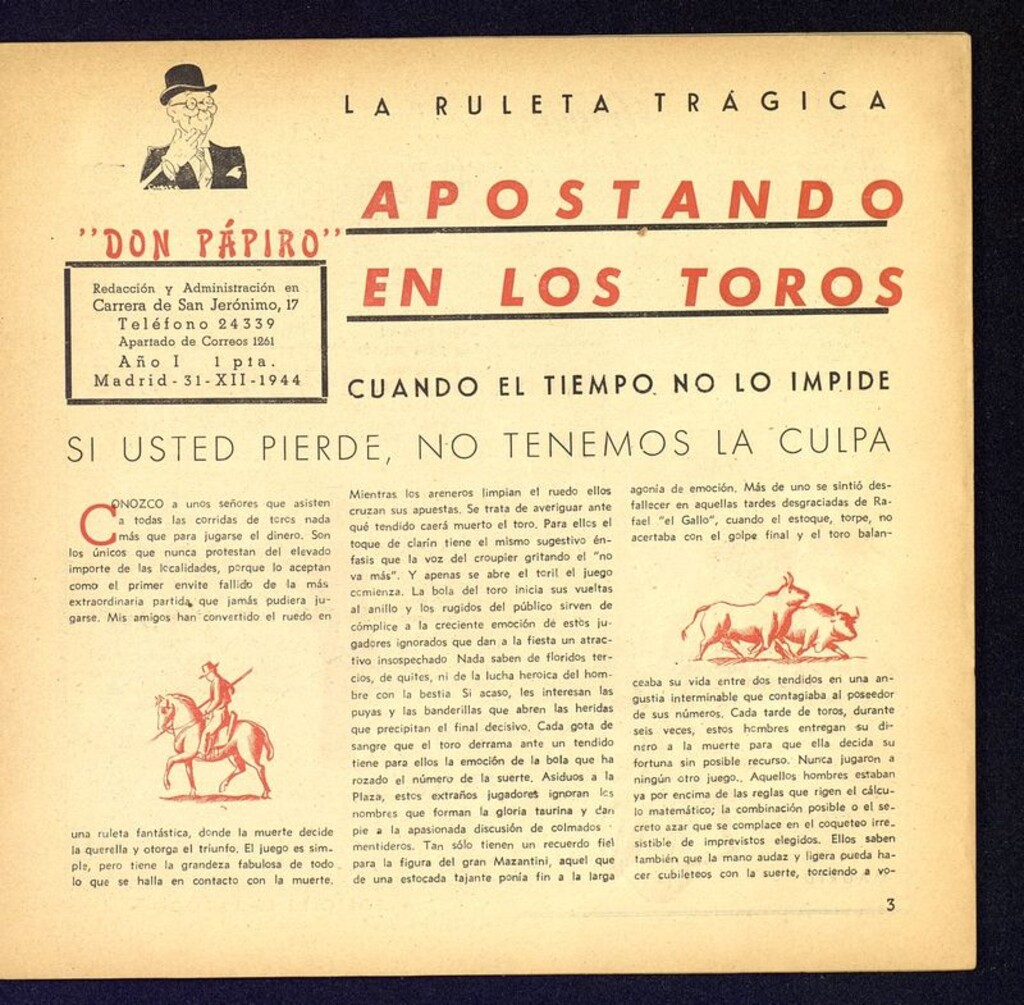 LA RULETA TRÁGICA
APOSTANDO
EN LOS TOROS
"DON PÁPIRO"
Redacción y Administración en
Carrera de San Jerónimo, 17
Teléfono 24339
Apartado de Correos 1261
Año I 1 pta.
Madrid-31-XII-1944
CUANDO EL TIEMPO NO LO IMPIDE
SI USTED PIERDE, NO TENEMOS LA CULPA
CONOZCO a unos señores que asisten
a todas las corridas de toros nada
más que para jugarse el dinero. Son
los únicos que nunca protestan del elevado
importe de las localidades, porque lo aceptan
como el primer envite fallido de la más
extraordinaria partida que jamás pudiera ju-
garse. Mis amigos han convertido el ruedo en
una ruleta fantástica, donde la muerte decide
la querella y otorga el triunfo. El juego es sim-
ple, pero tiene la grandeza fabulosa de todo
lo que se halla en contacto con la muerte.
Mientras los areneros limpian el ruedo ellos
cruzan sus apuestas. Se trata de averiguar ante
qué tendido caerá muerto el toro. Para ellos el
toque de clarín tiene el mismo sugestivo én-
fasis que la voz del croupier gritando el "no
va más". Y apenas se abre el toril el juego
comienza. La bola del toro inicia sus vueltas
al anillo y los rugidos del público sirven de
cómplice a la creciente emoción de estos ju-
gadores ignorados que dan a la fiesta un atrac-
tivo insospechado Nada saben de floridos ter-
cios, de quites, ni de la lucha heroica del hom-
bre con la bestia Si acaso, les interesan las
puyas y las banderillas que abren las heridas
que precipitan el final decisivo. Cada gota de
sangre que el toro derrama ante un tendido
tiene para ellos la emoción de la bola que ha
rozado el número de la suerte. Asiduos a la
Plaza, estos extraños jugadores ignoran los
nombres que forman la gloria taurina y dan
pie a la apasionada discusión de colmados
mentideros. Tan sólo tienen un recuerdo fiel
para la figura del gran Mazantini, aquel que
de una estocada tajante ponía fin a la larga
agonía de emoción. Más de uno se sintió des-
fallecer en aquellas tardes desgraciadas de Ra-
fael "el Gallo", cuando el estoque, torpe, no
acertaba con el golpe final y el toro balan-
ceaba su vida entre dos tendidos en una an-
gustia interminable que contagiaba al poseedor
de sus números. Cada tarde de toros, durante
seis veces, estos hombres entregan su di-
nero a la muerte para que ella decida su
fortuna sin posible recurso. Nunca jugaron a
ningún otro juego.. Aquellos hombres estaban
ya por encima de las reglas que rigen el cálcu-
lo matemático; la combinación posible o el se-
creto azar que se complace en el coqueteo irre-
sistible de imprevistos elegidos. Ellos saben
también que la mano audaz y ligera pueda ha-
cer cubileteos con la suerte, torciendo a vo-
3